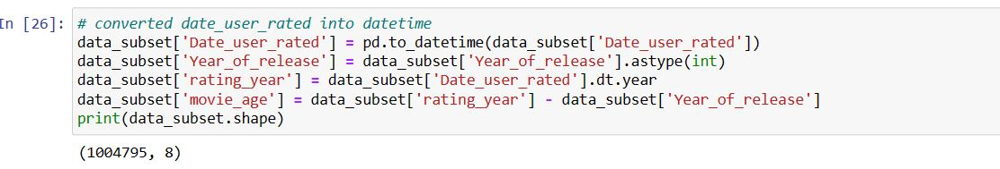 In [26]: # converted date_user_rated into datetime
data_subset['Date_user_rated'] = pd.to_datetime(data_subset['Date_user_rated'])
data_subset['Year_of_release'] = data_subset['Year_of_release'].astype(int)
data_subset['rating_year'] = data_subset['Date_user_rated'].dt.year
data_subset['movie_age'] = data_subset['rating_year'] - data_subset['Year_of_release']
print(data_subset.shape)
(1004795, 8)